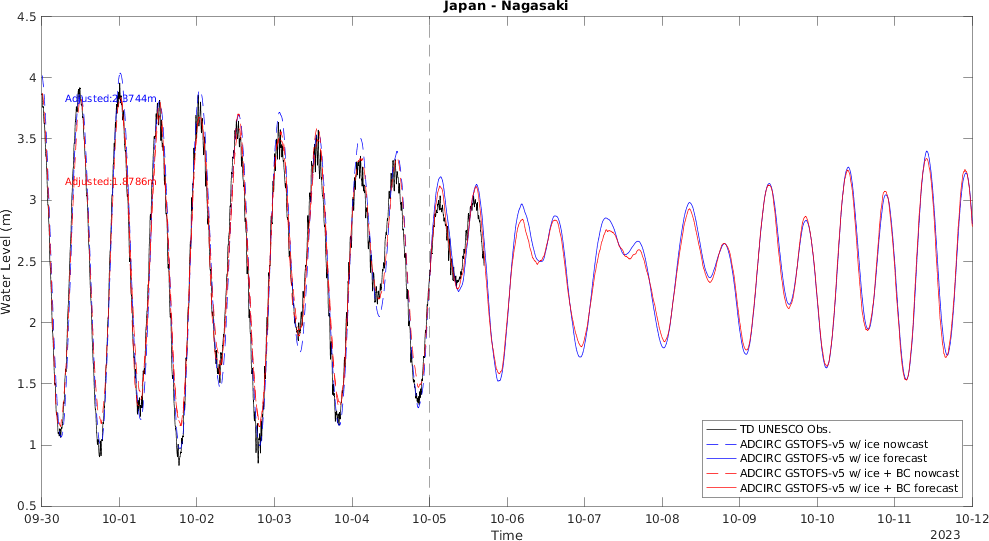 Japan - Nagasaki
4.5
4
3.5
3
2.5
2
1.5
1
0.5
Water Level (m)
Adjusted:2.3744m
Adjusted:1.8786m
TD UNESCO Obs.
ADCIRC GSTOFS-v5 w/ ice nowcast
ADCIRC GSTOFS-v5 w/ ice forecast
ADCIRC GSTOFS-v5 w/ ice + BC nowcast
ADCIRC GSTOFS-v5 w/ ice + BC forecast
09-30 10-01 10-02 10-03 10-04 10-05 10-06 10-07 10-08 10-09 10-10 10-11 10-12
Time
2023